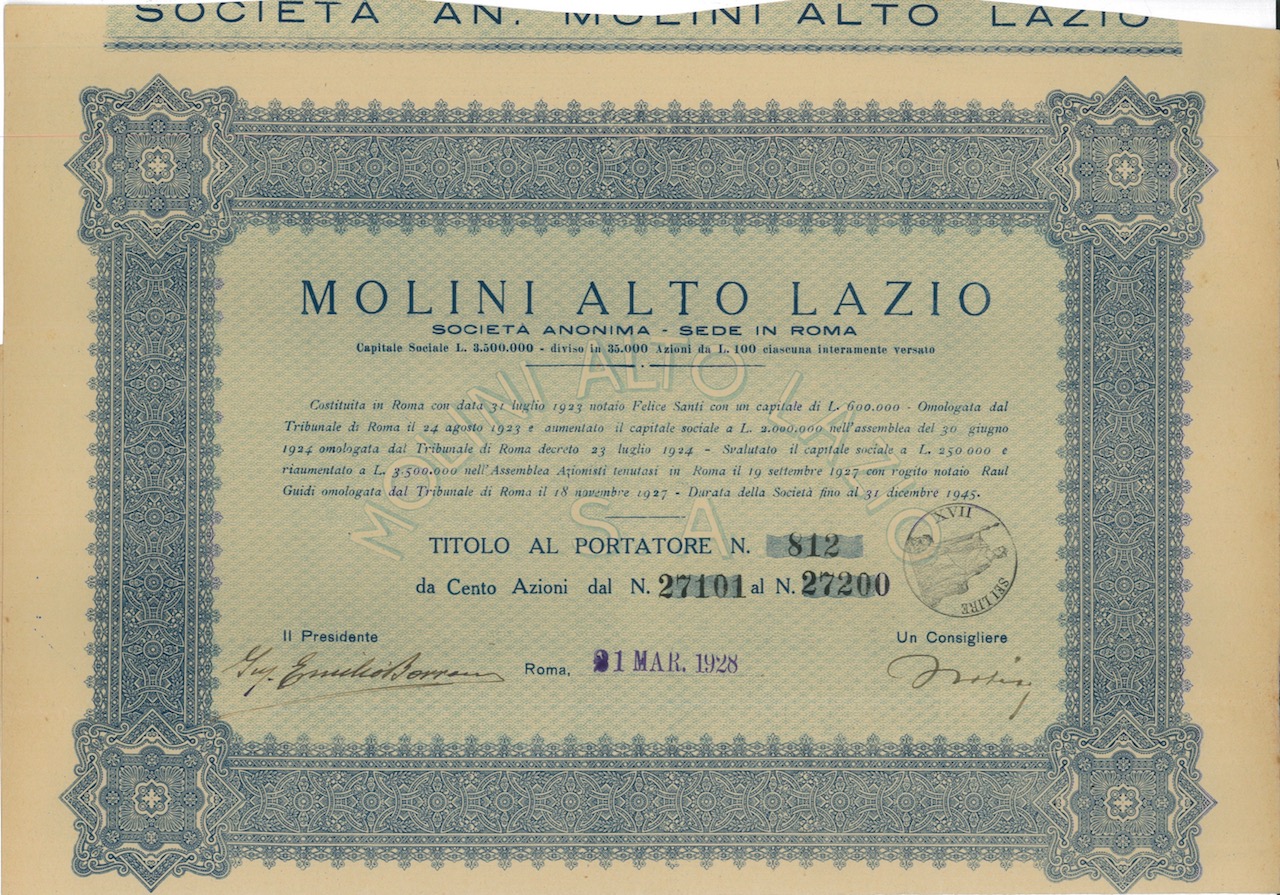 SOCIETÀ AN. MOLINI ALTO LAZIO
MOLINI ALTO LAZIO
SOCIETA ANONIMA - SEDE IN ROMA
Capitale Sociale L. 3.500.000 - diviso in 35.000 Azioni da L. 100 ciascuna interamente versato
MOLINI ALTO LAZIO
S A
Costituita in Roma con data 31 luglio 1923 notaio Felice Santi con un capitale di L. 600.000 - Omologata dal
Tribunale di Roma il 24 agosto 1923 e aumentato il capitale sociale a L. 2.000.000 nell'assemblea del 30 giugno
1924 omologata dal Tribunale di Roma decreto 23 luglio 1924 - Svalutato il capitale sociale a L. 250 000 e
riaumentato a L. 3.500.000 nell'Assemblea Azionisti tenutasi in Roma il 19 settembre 1927 con rogito notaio Raul
Guidi omologata dal Tribunale di Roma il 18 novembre 1927 - Durata della Società fino al 31 dicembre 1945.
TITOLO AL PORTATORE N. 812
da Cento Azioni dal N. 27101 al N. 27200
XVII
SEI LIRE
Il Presidente
Un Consigliere
Emilio
Roma, 31 MAR. 1928